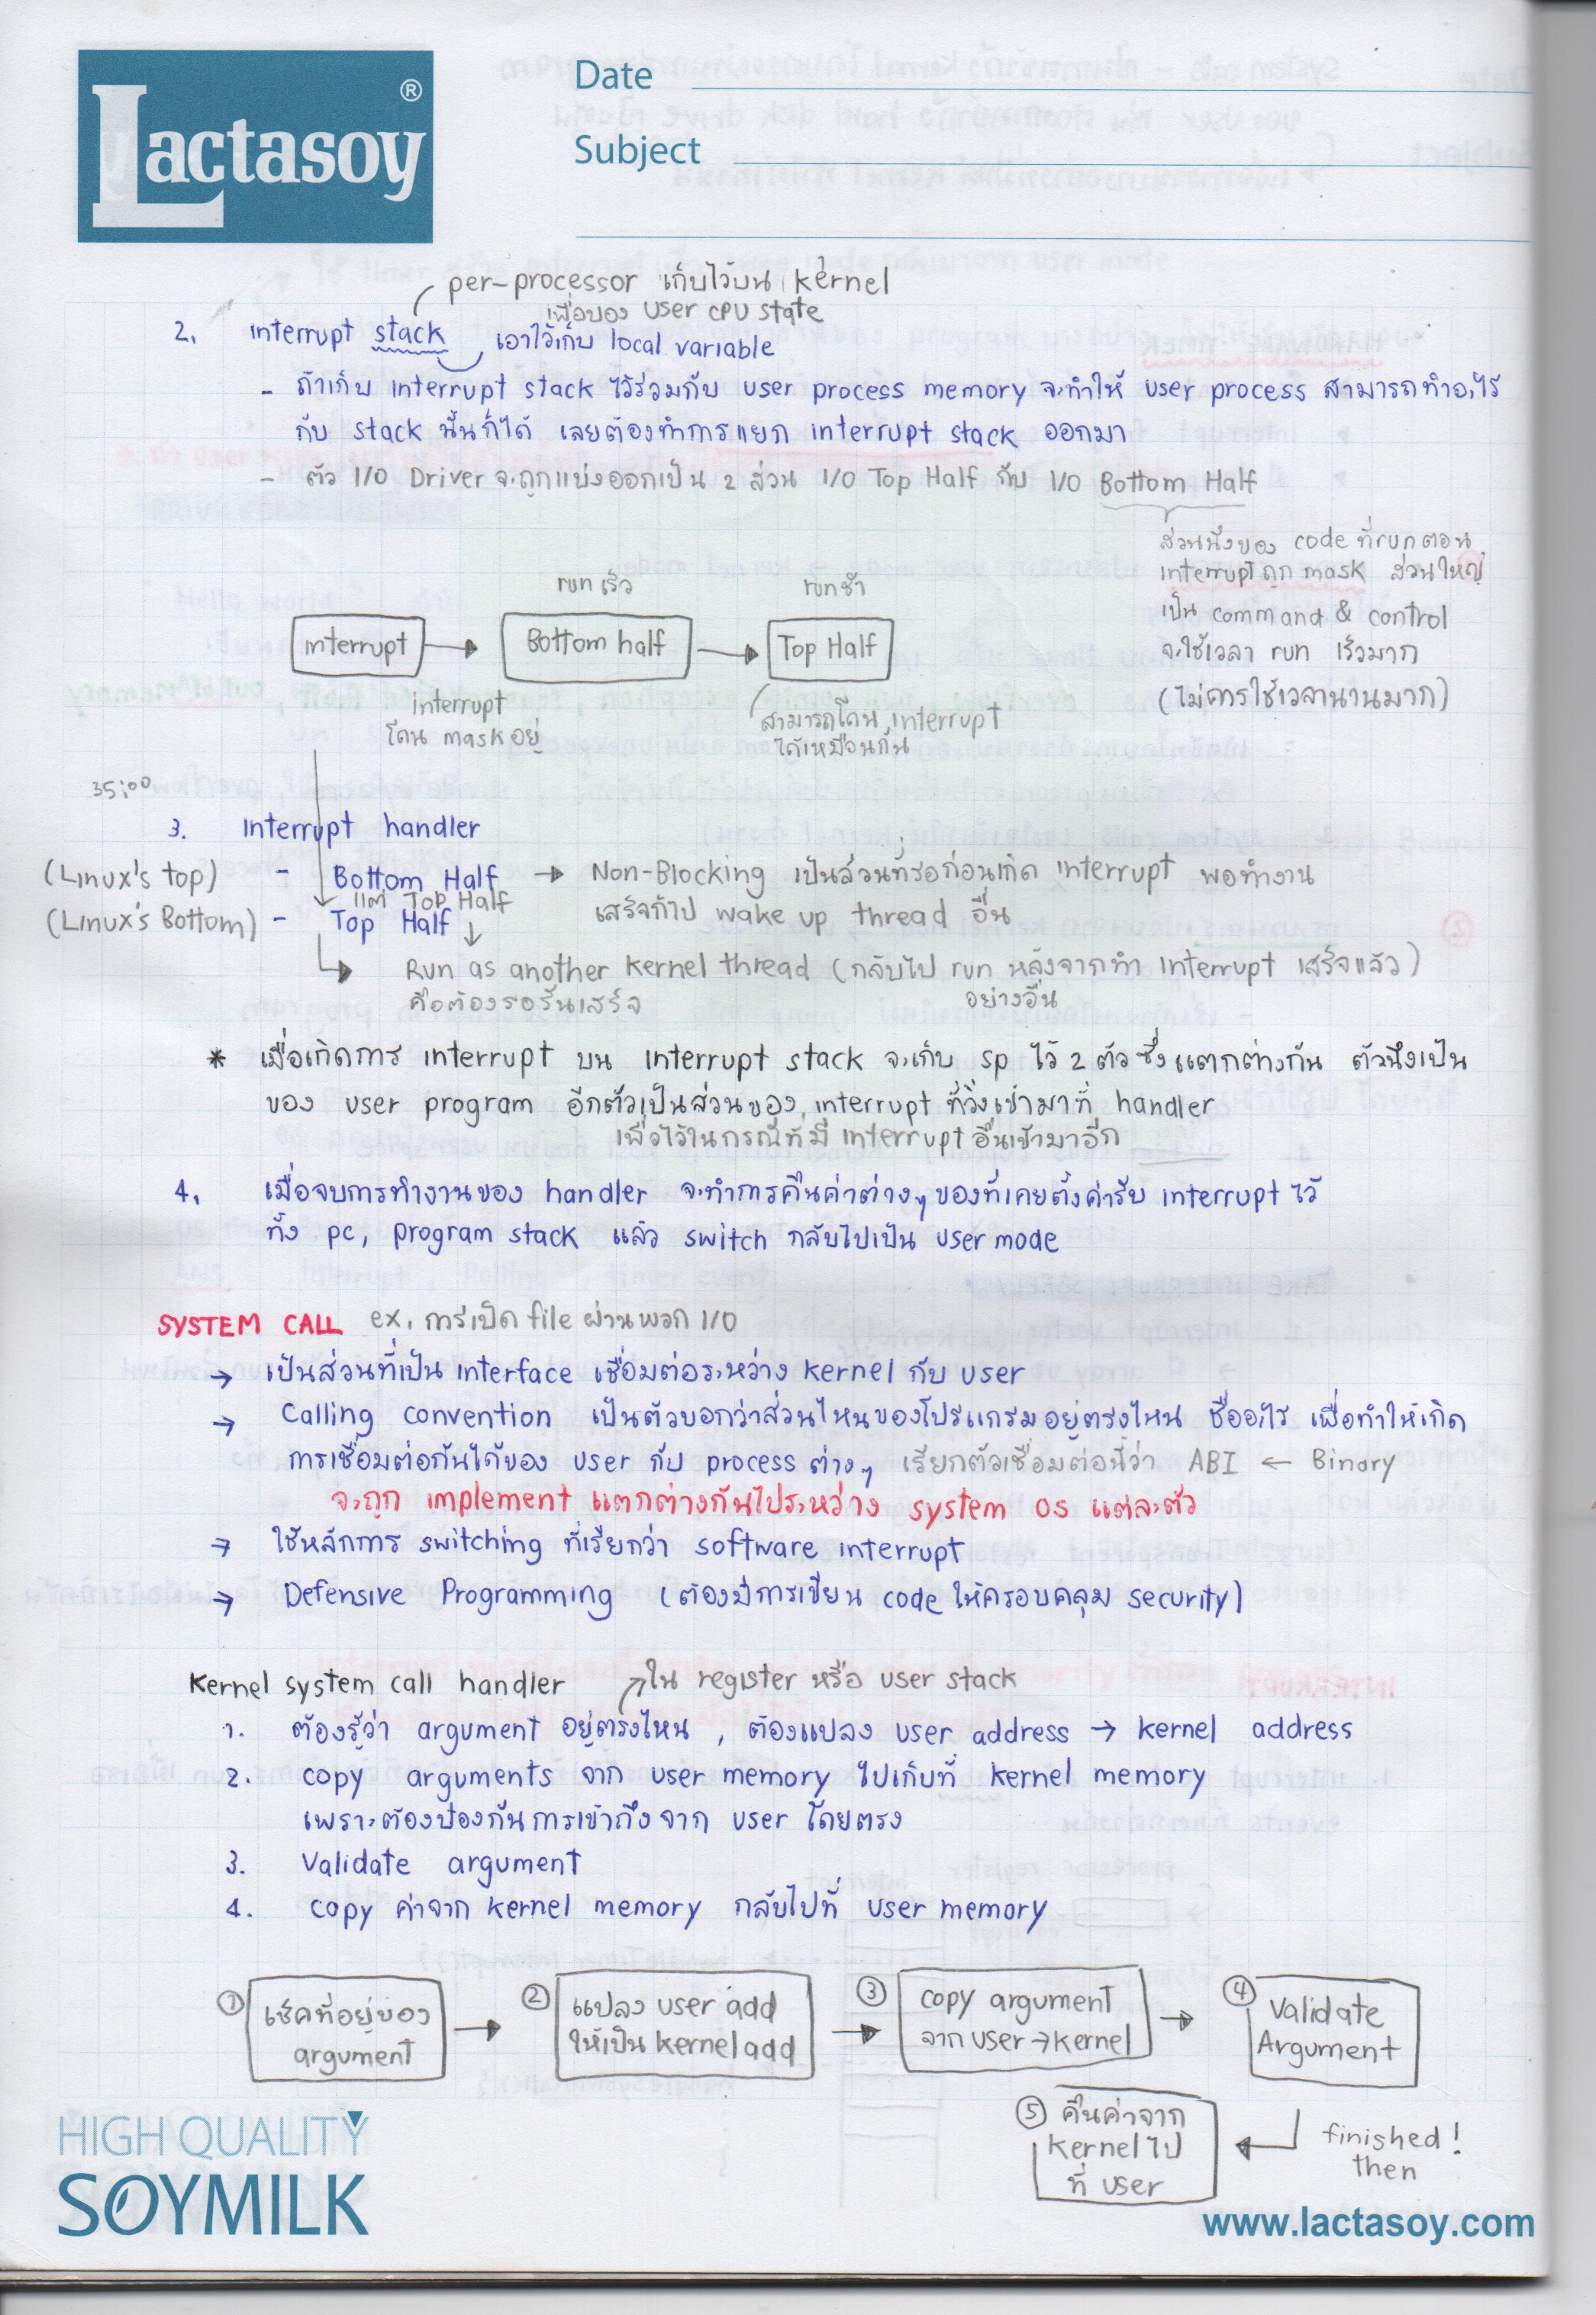 Lactasoy®
Date
Subject
per-processor เก็บไว้บน kernel
เพื่อของ user CPU state
2. interrupt stack เอาไว้เก็บ local variable
- ถ้าเก็บ interrupt stack ไว้ร่วมกับ user process memory จะทำให้ user process สามารถทำอะไร
กับ stack นั้นก็ได้ เลยต้องทำการแยก interrupt stack ออกมา
- ตัว I/O Driver จะถูกแบ่งออกเป็น 2 ส่วน I/O Top Half กับ I/O Bottom Half
ส่วนนึงของ code ที่ run ตอน
interrupt ถูก mask ส่วนใหญ่
เป็น command & control
จะใช้เวลา run เร็วมาก
(ไม่ควรใช้เวลานานมาก)
run เร็ว
run ช้า
interrupt
Bottom half
Top Half
interrupt
โดน mask อยู่
สามารถโดน interrupt
ได้เหมือนกัน
35:00
3. Interrupt handler
(Linux's top) - Bottom Half → Non-Blocking เป็นส่วนที่รอก่อนเกิด interrupt พอทำงาน
เสร็จก็ไป wake up thread อื่น
แต่ Top Half
(Linux's Bottom) - Top Half
Run as another kernel thread (กลับไป run หลังจากทำ interrupt เสร็จแล้ว)
คือต้องรอรันเสร็จ
อย่างอื่น
* เมื่อเกิดการ interrupt บน interrupt stack จะเก็บ sp ไว้ 2 ตัว ซึ่งแตกต่างกัน ตัวนึงเป็น
ของ user program อีกตัวเป็นส่วนของ interrupt ที่วิ่งเข้ามาที่ handler
เพื่อไว้ในกรณีที่มี interrupt อื่นเข้ามาอีก
4. เมื่อจบการทำงานของ handler จะทำการคืนค่าต่างๆ ของที่เคยตั้งค่ารับ interrupt ไว้
ทั้ง pc, program stack แล้ว switch กลับไปเป็น user mode
SYSTEM CALL ex. การเปิด file ผ่านพวก I/O
→ เป็นส่วนที่เป็น interface เชื่อมต่อระหว่าง kernel กับ user
→ Calling convention เป็นตัวบอกว่าส่วนไหนของโปรแกรมอยู่ตรงไหน ชื่ออะไร เพื่อทำให้เกิด
การเชื่อมต่อกันได้ของ user กับ process ต่างๆ เรียกตัวเชื่อมต่อนี้ว่า ABI ← Binary
จะถูก implement แตกต่างกันไประหว่าง system OS แต่ละตัว
→ ใช้หลักการ switching ที่เรียกว่า software interrupt
→ Defensive Programming (ต้องมีการเขียน code ให้ครอบคลุม security)
Kernel system call handler ใน register หรือ user stack
1. ต้องรู้ว่า argument อยู่ตรงไหน , ต้องแปลง user address → kernel address
2. copy arguments จาก user memory ไปเก็บที่ kernel memory
เพราะต้องป้องกันการเข้าถึงจาก user โดยตรง
3. Validate argument
4. copy ค่าจาก kernel memory กลับไปที่ user memory
① เช็คที่อยู่ของ
argument
② แปลง user add
ให้เป็น kernel add
③ copy argument
จาก user → kernel
④ Validate
Argument
⑤ คืนค่าจาก
kernel ไป
ที่ user
finished!
then
HIGH QUALITY
SOYMILK
www.lactasoy.com